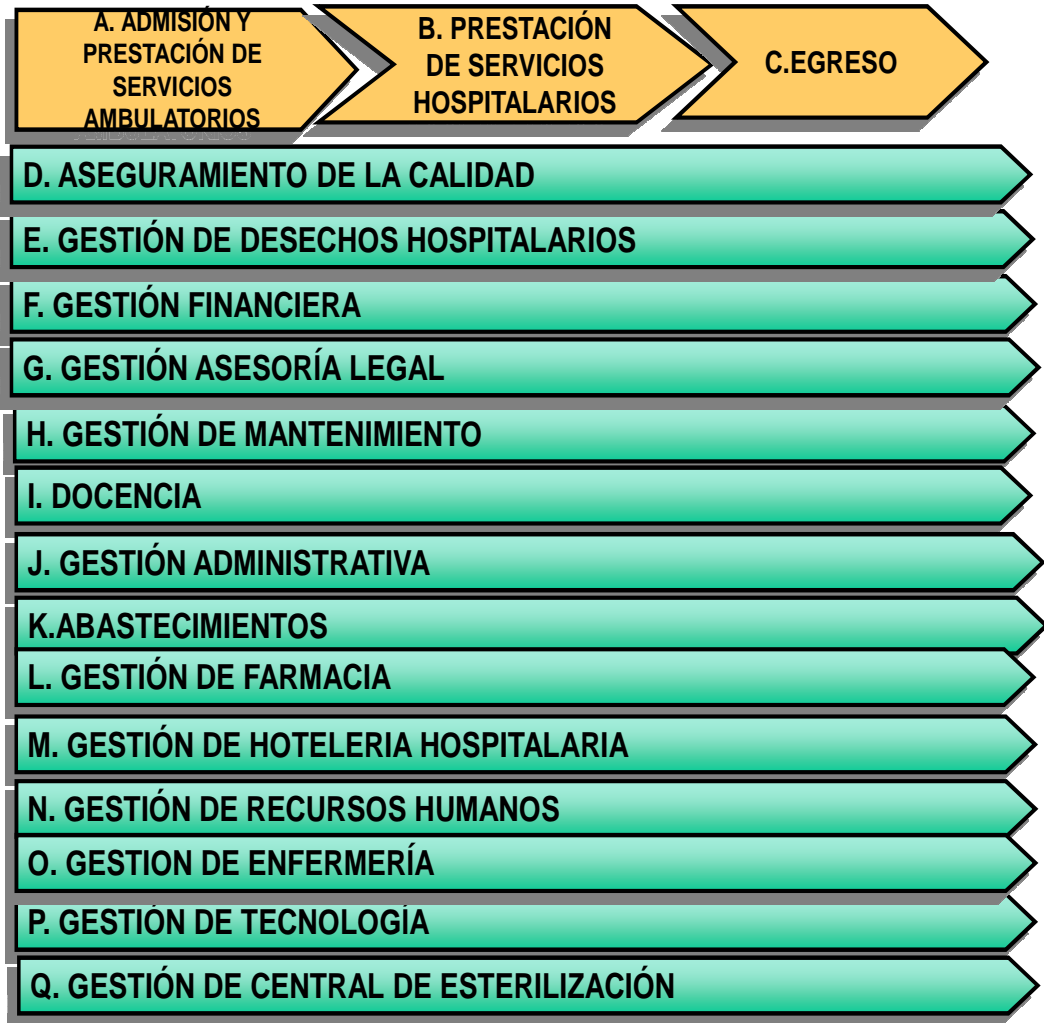 A. ADMISIÓN Y
PRESTACIÓN DE
SERVICIOS
AMBULATORIOS
B. PRESTACIÓN
DE SERVICIOS
HOSPITALARIOS
C.EGRESO
D. ASEGURAMIENTO DE LA CALIDAD
E. GESTIÓN DE DESECHOS HOSPITALARIOS
F. GESTIÓN FINANCIERA
G. GESTIÓN ASESORÍA LEGAL
H. GESTIÓN DE MANTENIMIENTO
I. DOCENCIA
J. GESTIÓN ADMINISTRATIVA
K.ABASTECIMIENTOS
L. GESTIÓN DE FARMACIA
M. GESTIÓN DE HOTELERIA HOSPITALARIA
N. GESTIÓN DE RECURSOS HUMANOS
O. GESTION DE ENFERMERÍA
P. GESTIÓN DE TECNOLOGÍA
Q. GESTIÓN DE CENTRAL DE ESTERILIZACIÓN